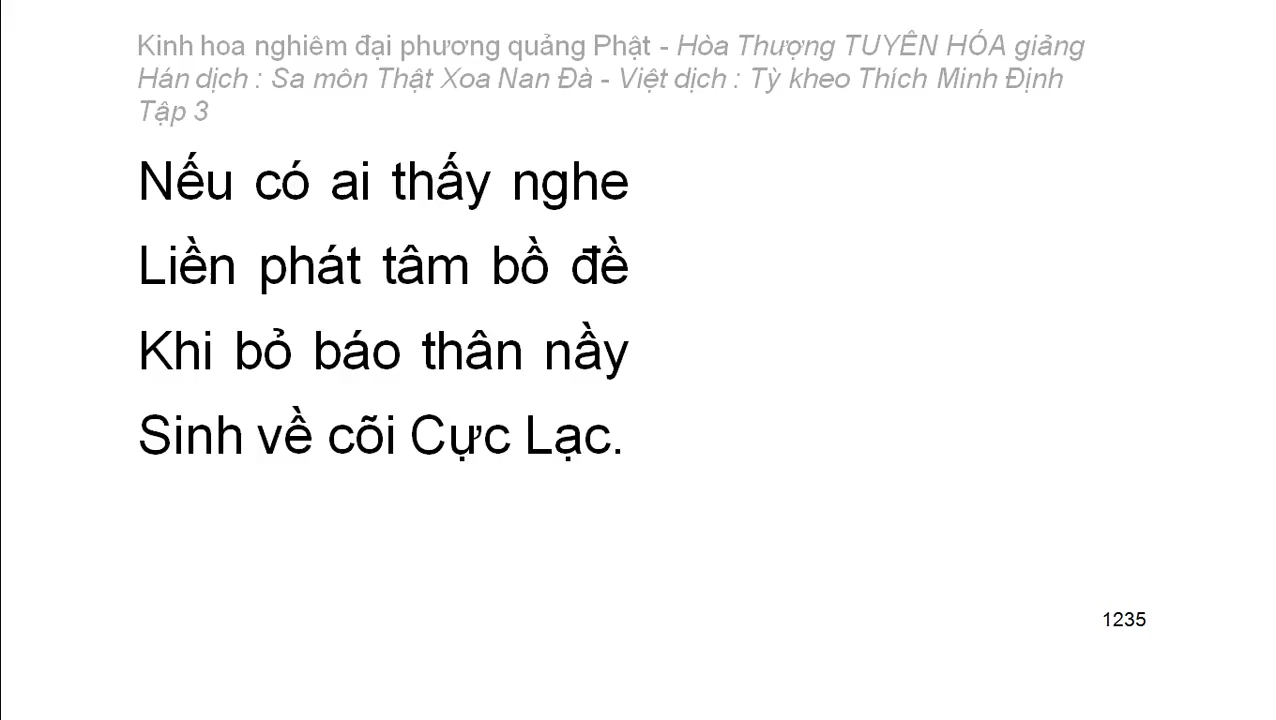 Kinh hoa nghiêm đại phương quảng Phật - Hòa Thượng TUYÊN HÓA giảng
Hán dịch : Sa môn Thật Xoa Nan Đà - Việt dịch : Tỳ kheo Thích Minh Định
Tập 3
Nếu có ai thấy nghe
Liền phát tâm bồ đề
Khi bỏ báo thân nầy
Sinh về cõi Cực Lạc.
1235